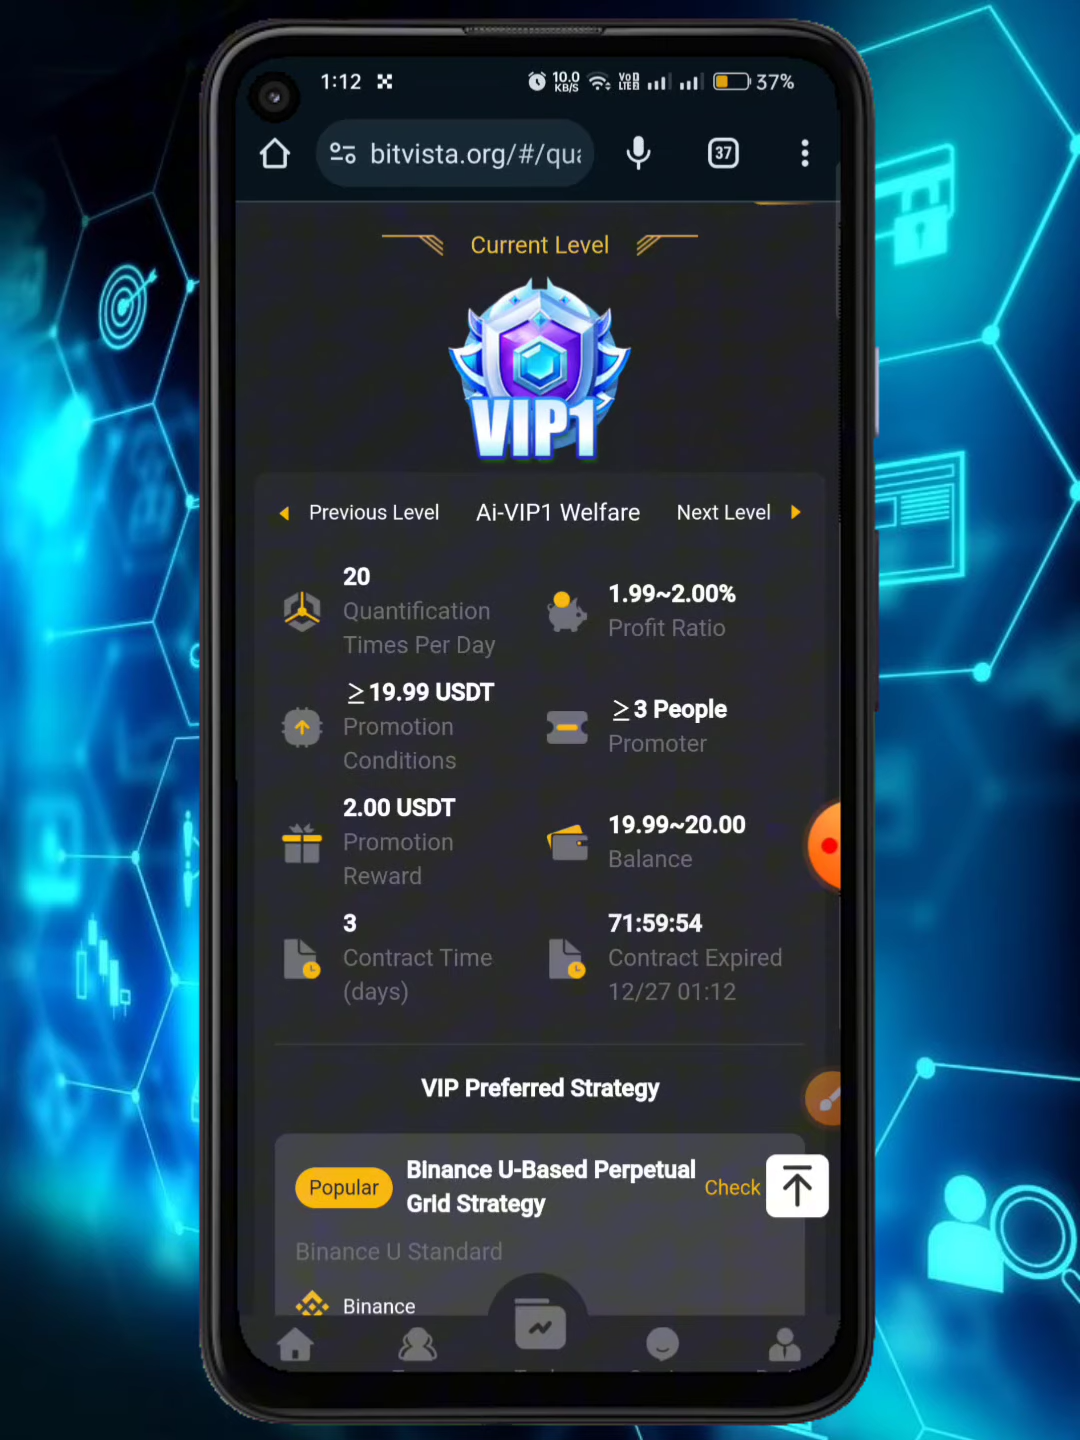 1:12 10.0 KB/S VoD LTE2 37%
bitvista.org/#/qua 37
Current Level
VIP1
Previous Level Ai-VIP1 Welfare Next Level
20
Quantification
Times Per Day
1.99~2.00%
Profit Ratio
≥19.99 USDT
Promotion
Conditions
≥3 People
Promoter
2.00 USDT
Promotion
Reward
19.99~20.00
Balance
3
Contract Time
(days)
71:59:54
Contract Expired
12/27 01:12
VIP Preferred Strategy
Popular
Binance U-Based Perpetual
Grid Strategy
Check
Binance U Standard
Binance